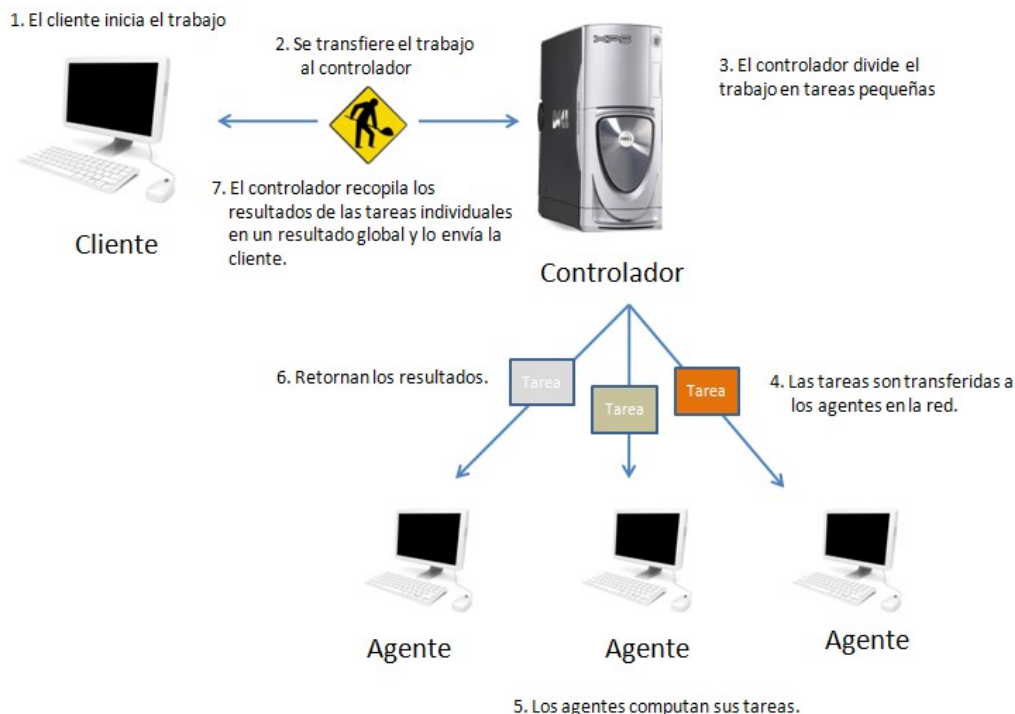 1. El cliente inicia el trabajo
2. Se transfiere el trabajo
al controlador
3. El controlador divide el
trabajo en tareas pequeñas
XPS
DELL
7. El controlador recopila los
resultados de las tareas individuales
en un resultado global y lo envía la
cliente.
Cliente
Controlador
6. Retornan los resultados.
Tarea
Tarea
Tarea
4. Las tareas son transferidas a
los agentes en la red.
Agente
Agente
Agente
5. Los agentes computan sus tareas.